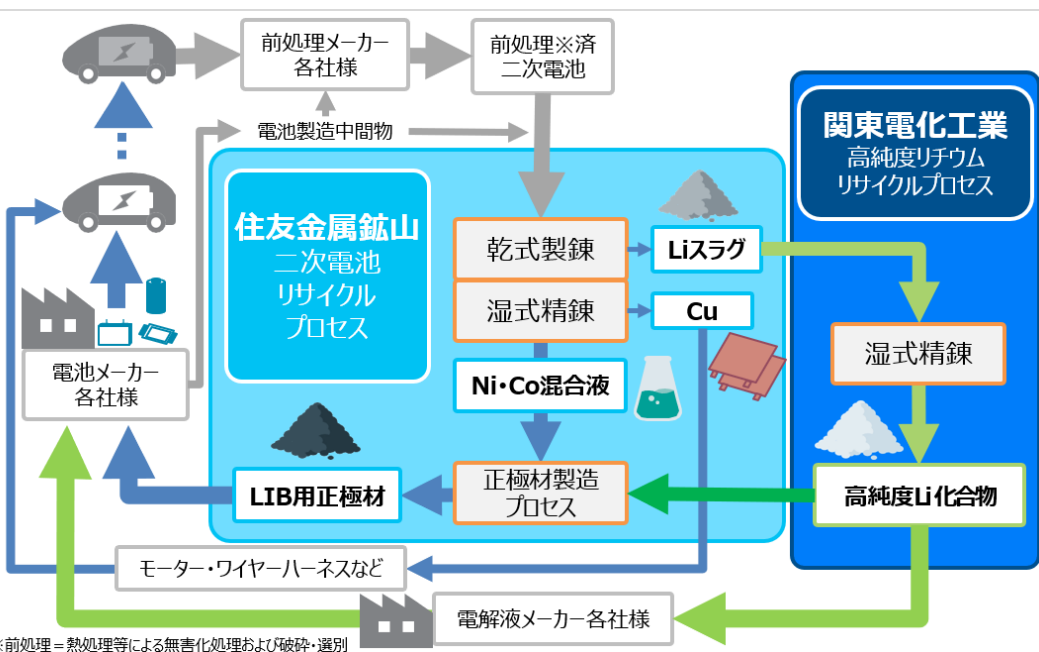 前処理メーカー
各社様
前処理※済
二次電池
電池製造中間物
関東電化工業
高純度リチウム
リサイクルプロセス
住友金属鉱山
二次電池
リサイクル
プロセス
乾式製錬
Liスラグ
湿式精錬
Cu
湿式精錬
電池メーカー
各社様
Ni・Co混合液
LIB用正極材
正極材製造
プロセス
高純度Li化合物
モーター・ワイヤーハーネスなど
電解液メーカー各社様
※前処理=熱処理等による無害化処理および破砕・選別